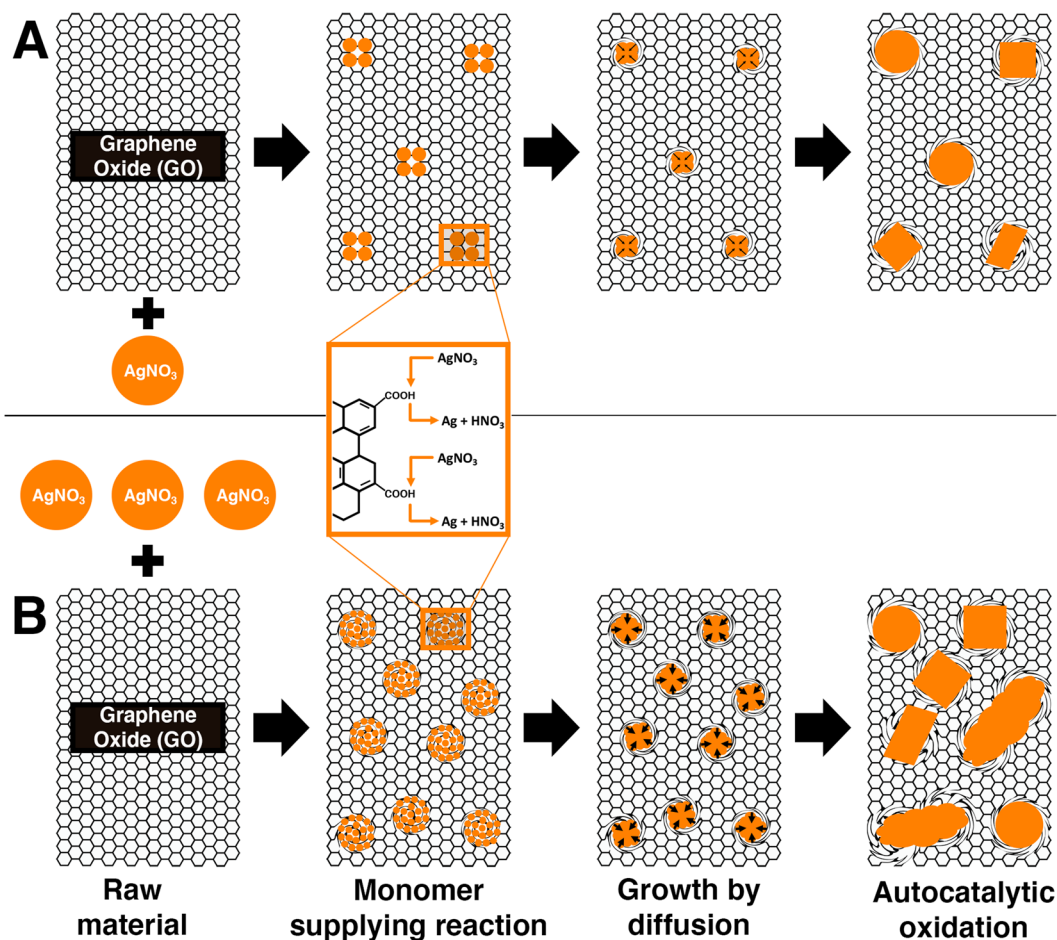 A
Graphene
Oxide (GO)
+
AgNO₃
AgNO₃
COOH
Ag + HNO₃
AgNO₃
COOH
Ag + HNO₃
AgNO₃ AgNO₃ AgNO₃
+
B
Graphene
Oxide (GO)
Raw
material
Monomer
supplying reaction
Growth by
diffusion
Autocatalytic
oxidation